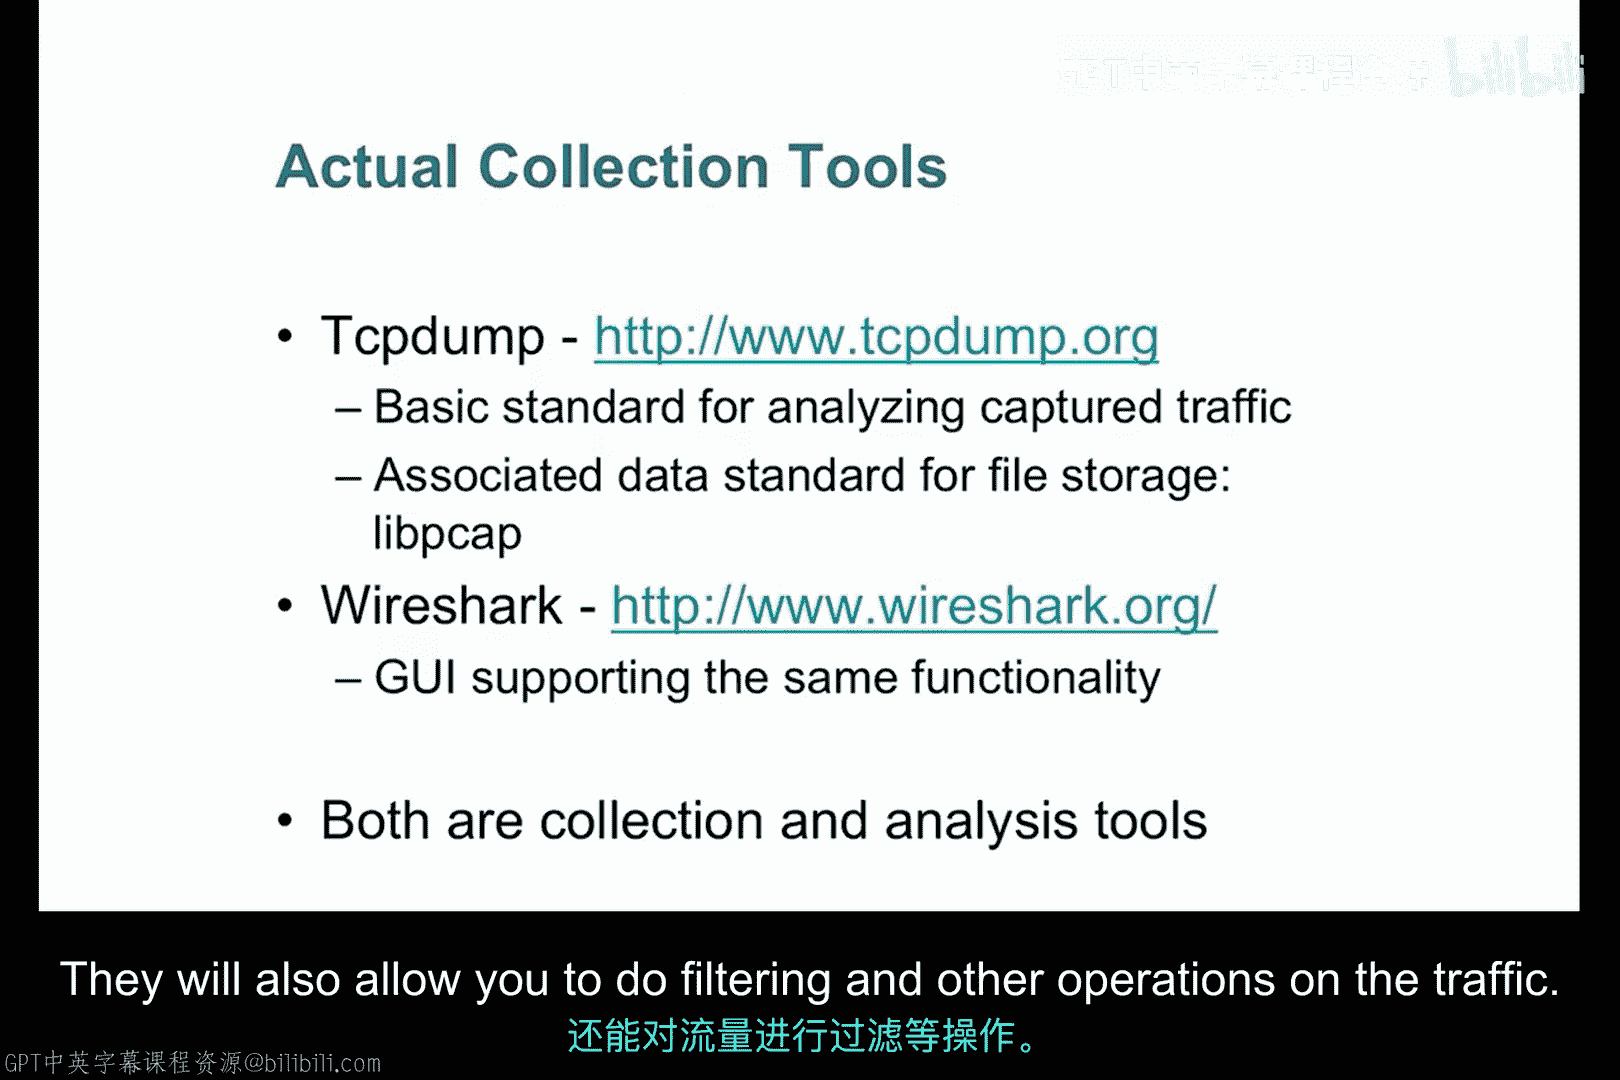 bilibili
Actual Collection Tools
• Tcpdump - http://www.tcpdump.org
– Basic standard for analyzing captured traffic
– Associated data standard for file storage:
libpcap
• Wireshark - http://www.wireshark.org/
– GUI supporting the same functionality
• Both are collection and analysis tools
They will also allow you to do filtering and other operations on the traffic.
还能对流量进行过滤等操作。
GPT中英字幕课程资源@bilibili.com